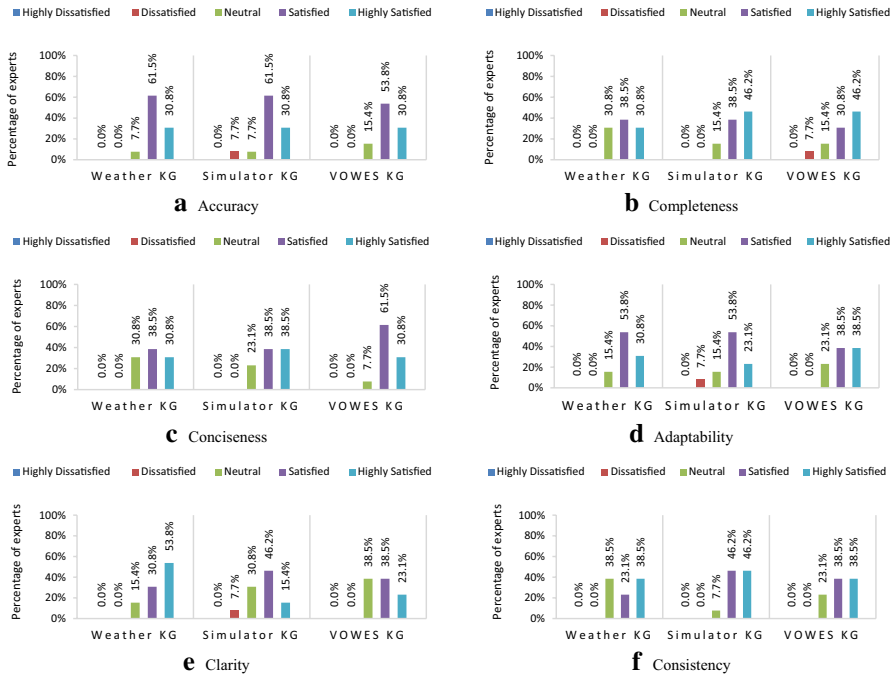 Highly Dissatisfied Dissatisfied Neutral Satisfied Highly Satisfied
Percentage of experts
100%
80%
60%
40%
20%
0%
0.0% 0.0% 7.7% 61.5% 30.8%
0.0% 7.7% 7.7% 61.5% 30.8%
0.0% 0.0% 15.4% 53.8% 30.8%
Weather KG Simulator KG VOWES KG
a Accuracy
Highly Dissatisfied Dissatisfied Neutral Satisfied Highly Satisfied
Percentage of experts
100%
80%
60%
40%
20%
0%
0.0% 0.0% 30.8% 38.5% 30.8%
0.0% 0.0% 15.4% 38.5% 46.2%
0.0% 7.7% 15.4% 30.8% 46.2%
Weather KG Simulator KG VOWES KG
b Completeness
Highly Dissatisfied Dissatisfied Neutral Satisfied Highly Satisfied
Percentage of experts
100%
80%
60%
40%
20%
0%
0.0% 0.0% 30.8% 38.5% 30.8%
0.0% 0.0% 23.1% 38.5% 38.5%
0.0% 0.0% 7.7% 61.5% 30.8%
Weather KG Simulator KG VOWES KG
c Conciseness
Highly Dissatisfied Dissatisfied Neutral Satisfied Highly Satisfied
Percentage of experts
100%
80%
60%
40%
20%
0%
0.0% 0.0% 15.4% 53.8% 30.8%
0.0% 7.7% 15.4% 53.8% 23.1%
0.0% 0.0% 23.1% 38.5% 38.5%
Weather KG Simulator KG VOWES KG
d Adaptability
Highly Dissatisfied Dissatisfied Neutral Satisfied Highly Satisfied
Percentage of experts
100%
80%
60%
40%
20%
0%
0.0% 0.0% 15.4% 30.8% 53.8%
0.0% 7.7% 30.8% 46.2% 15.4%
0.0% 0.0% 38.5% 38.5% 23.1%
Weather KG Simulator KG VOWES KG
e Clarity
Highly Dissatisfied Dissatisfied Neutral Satisfied Highly Satisfied
Percentage of experts
100%
80%
60%
40%
20%
0%
0.0% 0.0% 38.5% 23.1% 38.5%
0.0% 0.0% 7.7% 46.2% 46.2%
0.0% 0.0% 23.1% 38.5% 38.5%
Weather KG Simulator KG VOWES KG
f Consistency